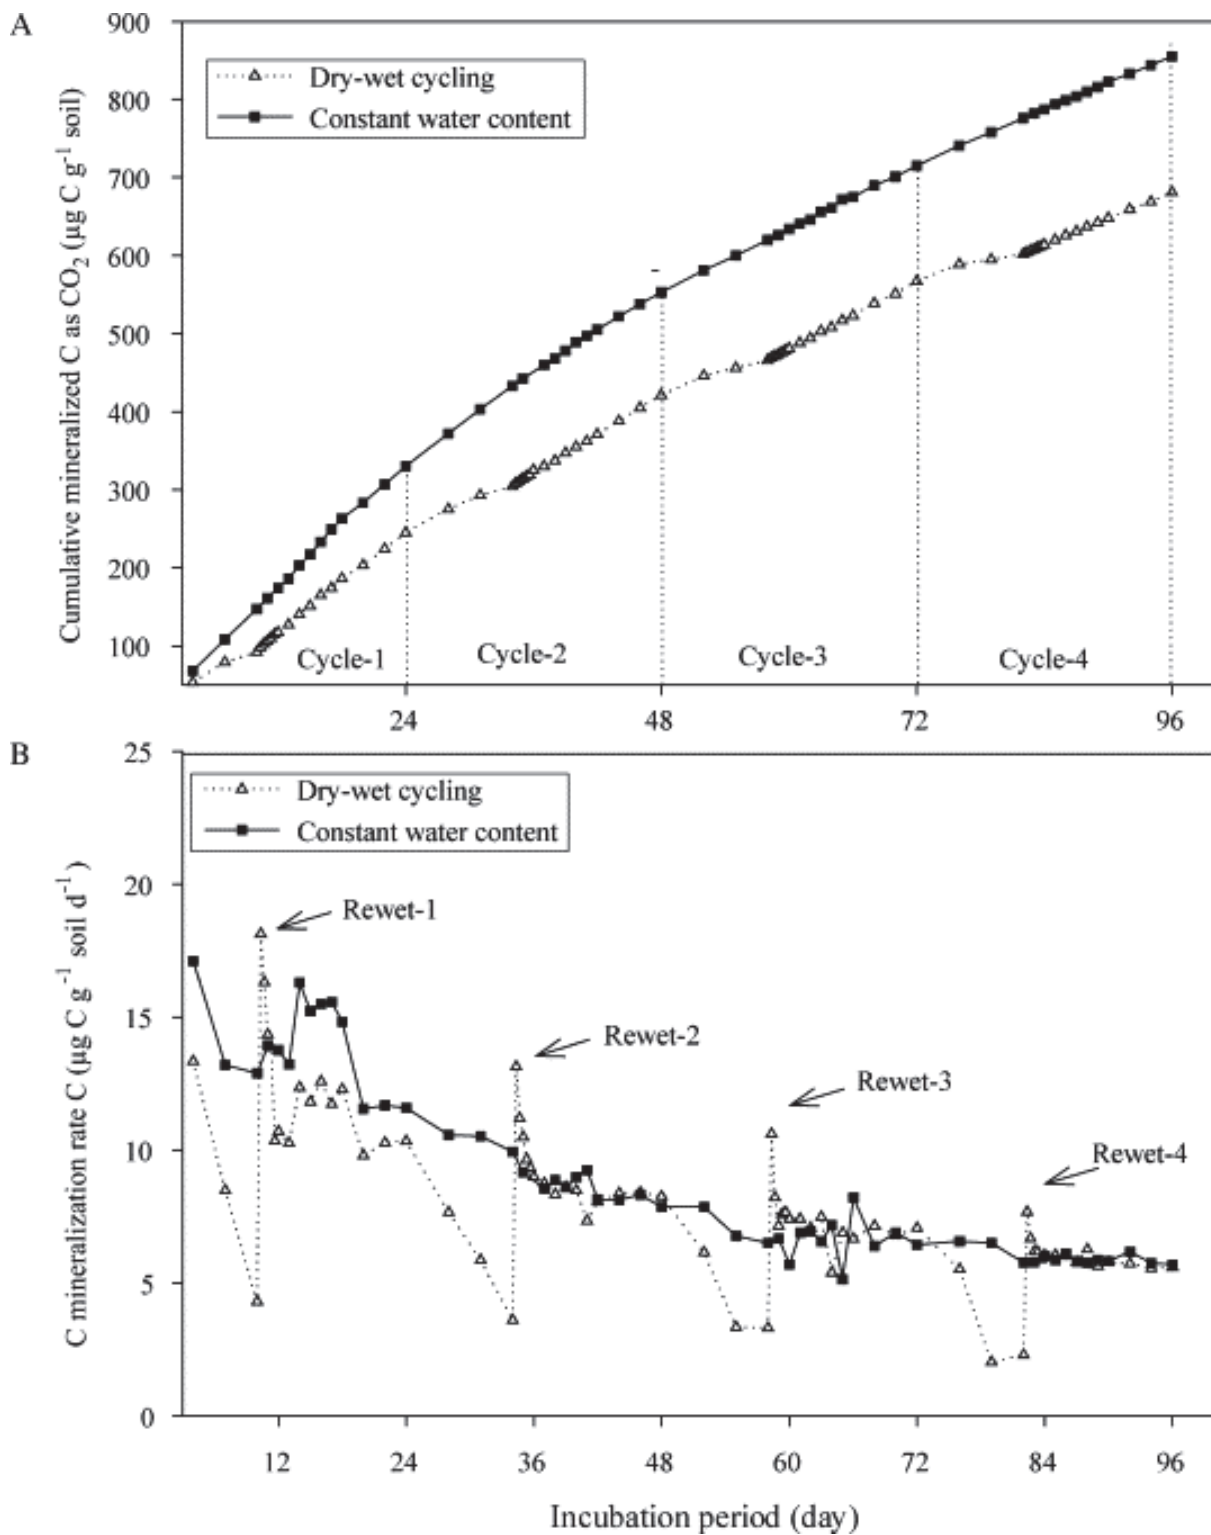 A
Cumulative mineralized C as CO₂ (µg C g⁻¹ soil)
900
800
700
600
500
400
300
200
100
Dry-wet cycling
Constant water content
Cycle-1
Cycle-2
Cycle-3
Cycle-4
24
48
72
96
B
C mineralization rate C (µg C g⁻¹ soil d⁻¹)
25
20
15
10
5
0
Dry-wet cycling
Constant water content
Rewet-1
Rewet-2
Rewet-3
Rewet-4
12
24
36
48
60
72
84
96
Incubation period (day)